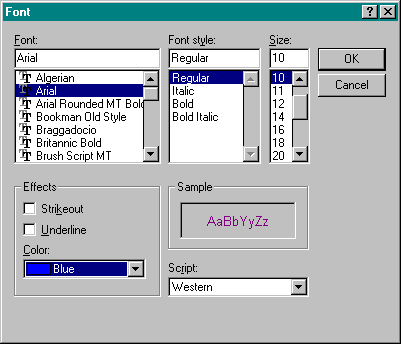 Font
Font: Font style: Size:
Arial Regular 10 OK
Algerian Regular 10 Cancel
Arial Italic 11
Arial Rounded MT Bold Bold 12
Bookman Old Style Bold Italic 14
Braggadocio 16
Britannic Bold 18
Brush Script MT 20
Effects Sample
Strikeout
Underline AaBbYyZz
Color:
Blue
Script:
Western